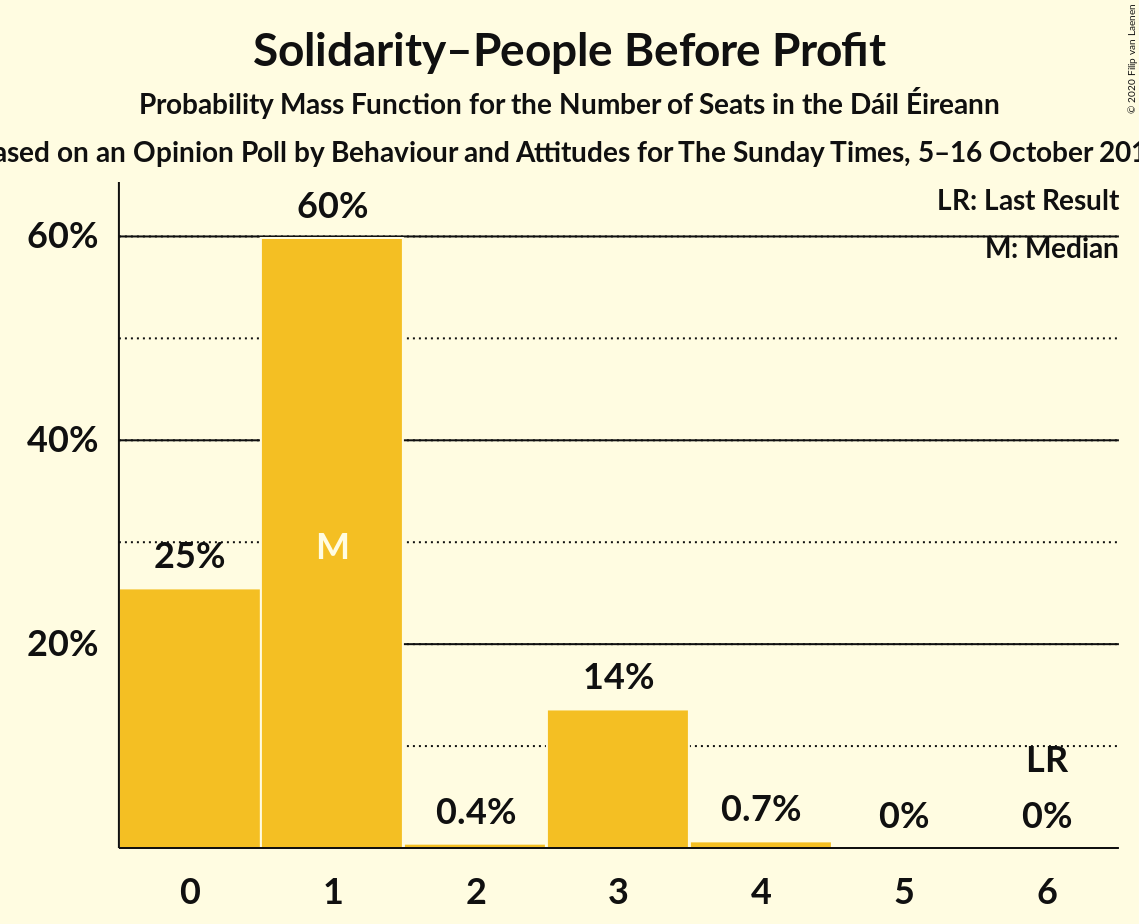 Solidarity–People Before Profit
Probability Mass Function for the Number of Seats in the Dáil Éireann
on an Opinion Poll by Behaviour and Attitudes for The Sunday Times, 5–16 October
© 2020 Filip van Laenen
LR: Last Result
M: Median
60%
40%
20%
25%
60%
M
0.4%
14%
0.7%
0%
LR
0%
0 1 2 3 4 5 6